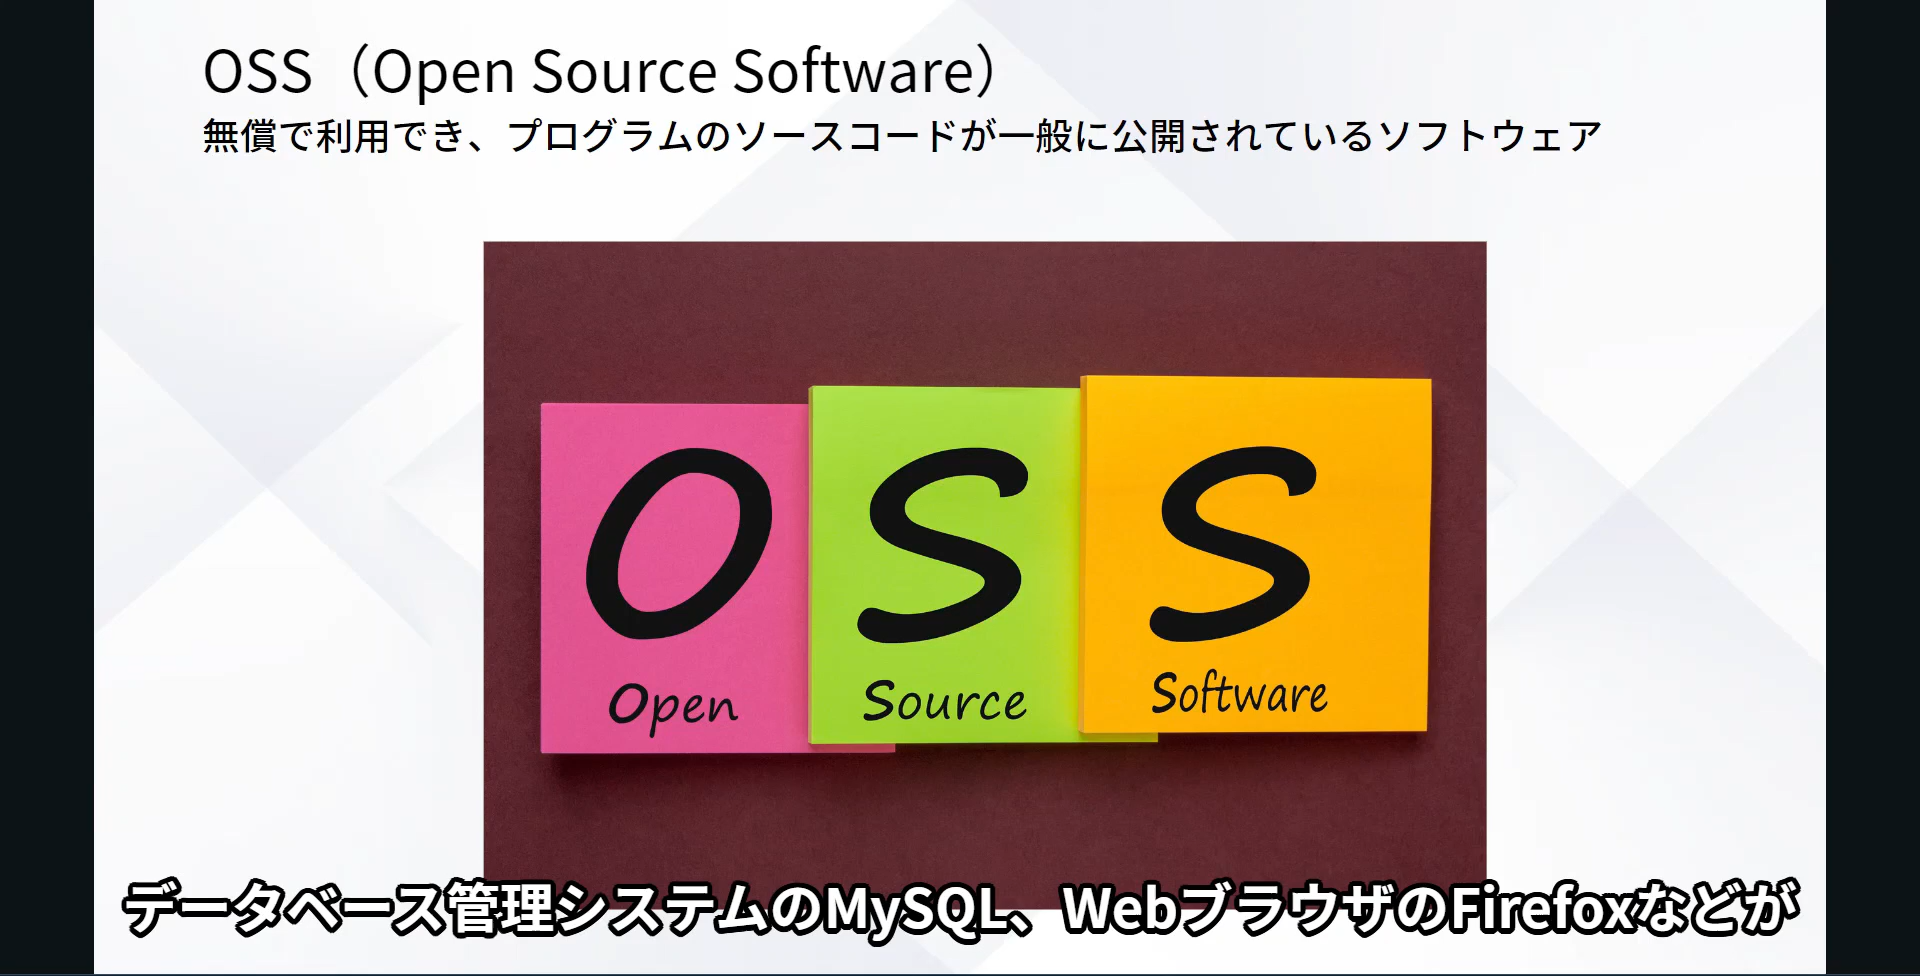 OSS（Open Source Software）
無償で利用でき、プログラムのソースコードが一般に公開されているソフトウェア
O S S
Open Source Software
データベース管理システムのMySQL、WebブラウザのFirefoxなどが